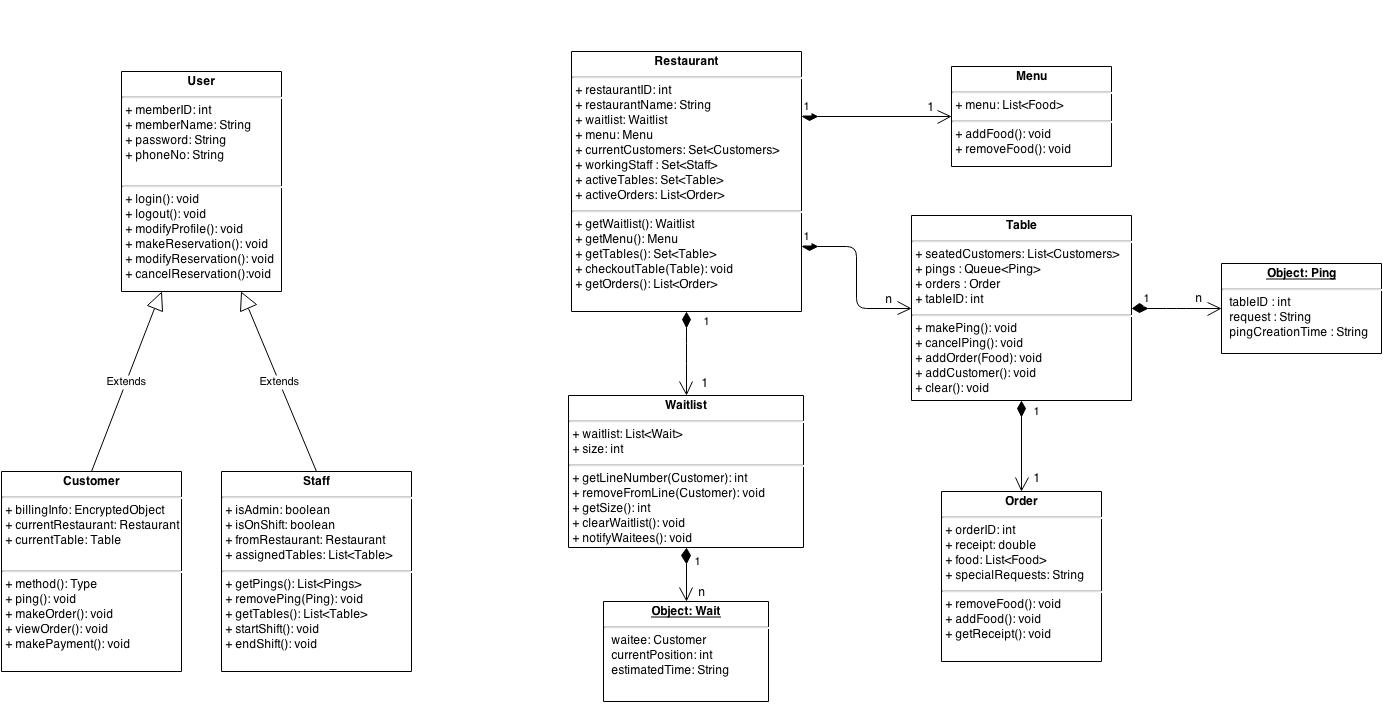 User
+ memberID: int
+ memberName: String
+ password: String
+ phoneNo: String
+ login(): void
+ logout(): void
+ modifyProfile(): void
+ makeReservation(): void
+ modifyReservation(): void
+ cancelReservation():void
Extends
Extends
Customer
+ billingInfo: EncryptedObject
+ currentRestaurant: Restaurant
+ currentTable: Table
+ method(): Type
+ ping(): void
+ makeOrder(): void
+ viewOrder(): void
+ makePayment(): void
Staff
+ isAdmin: boolean
+ isOnShift: boolean
+ fromRestaurant: Restaurant
+ assignedTables: List<Table>
+ getPings(): List<Pings>
+ removePing(Ping): void
+ getTables(): List<Table>
+ startShift(): void
+ endShift(): void
Restaurant
+ restaurantID: int
+ restaurantName: String
+ waitlist: Waitlist
+ menu: Menu
+ currentCustomers: Set<Customers>
+ workingStaff : Set<Staff>
+ activeTables: Set<Table>
+ activeOrders: List<Order>
+ getWaitlist(): Waitlist
+ getMenu(): Menu
+ getTables(): Set<Table>
+ checkoutTable(Table): void
+ getOrders(): List<Order>
1
1
1
n
1
1
Menu
+ menu: List<Food>
+ addFood(): void
+ removeFood(): void
Table
+ seatedCustomers: List<Customers>
+ pings : Queue<Ping>
+ orders : Order
+ tableID: int
+ makePing(): void
+ cancelPing(): void
+ addOrder(Food): void
+ addCustomer(): void
+ clear(): void
1
n
Object: Ping
tableID : int
request : String
pingCreationTime : String
Waitlist
+ waitlist: List<Wait>
+ size: int
+ getLineNumber(Customer): int
+ removeFromLine(Customer): void
+ getSize(): int
+ clearWaitlist(): void
+ notifyWaitees(): void
1
n
Object: Wait
waitee: Customer
currentPosition: int
estimatedTime: String
1
1
Order
+ orderID: int
+ receipt: double
+ food: List<Food>
+ specialRequests: String
+ removeFood(): void
+ addFood(): void
+ getReceipt(): void